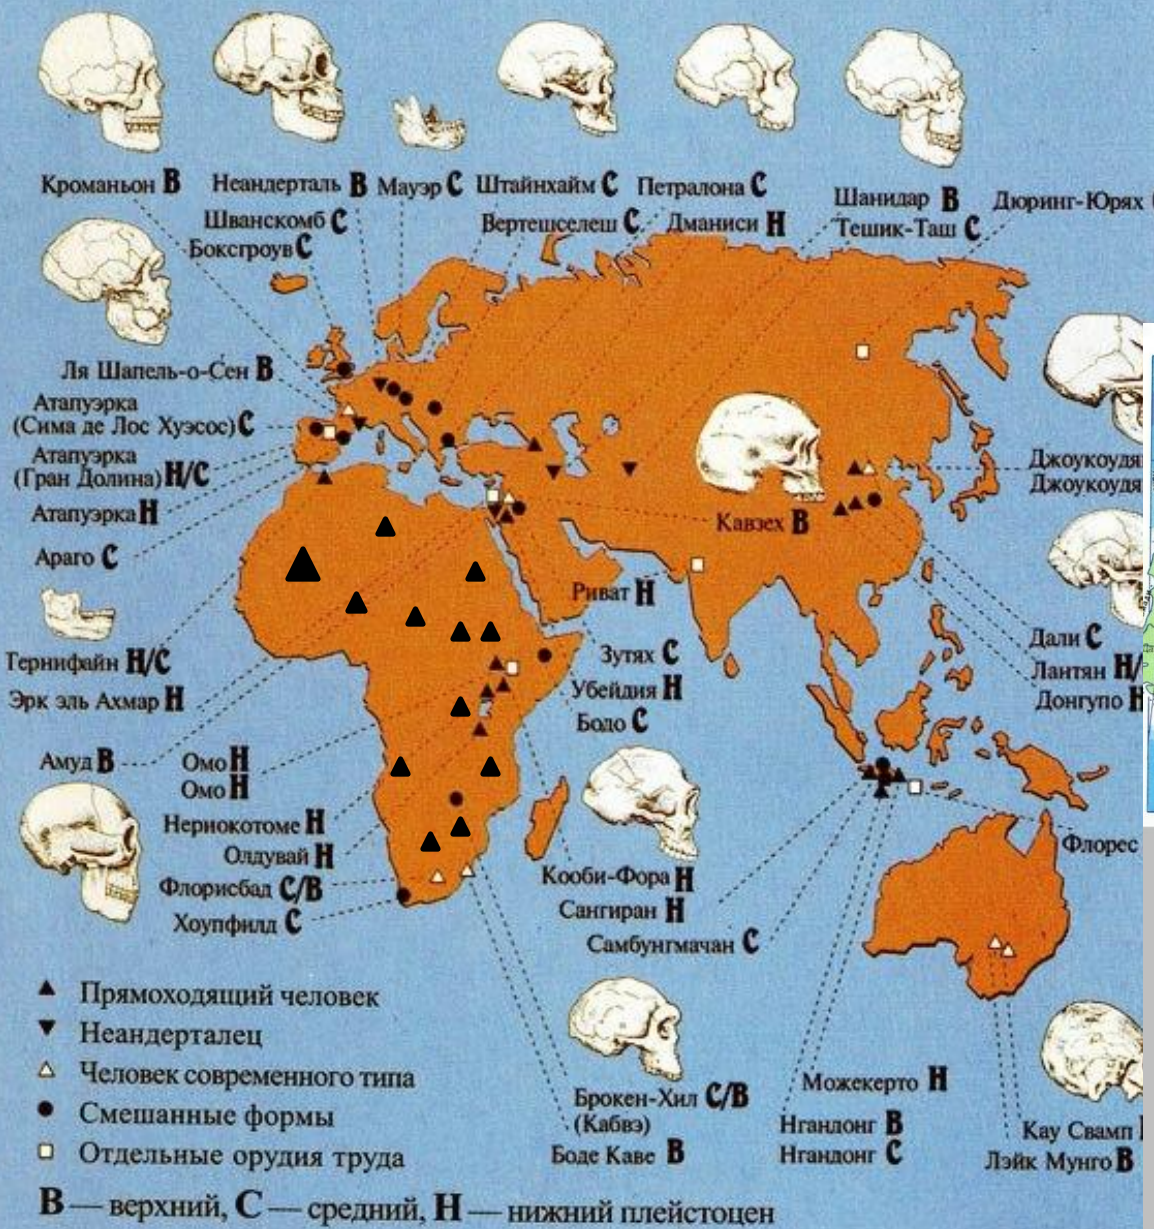 Кроманьон В
Неандерталь В
Мауэр С
Штайнхайм С
Петралона С
Шанидар В
Дюринг-Юрях
Шванскомб С
Вертешселеш С
Дманиси Н
Тешик-Таш С
Боксгроув С
Ля Шапель-о-Сен В
Атапуэрка
(Сима де Лос Хуэсос) С
Атапуэрка
(Гран Долина) Н/С
Атапуэрка Н
Араго С
Джоукоудя
Джоукоудя
Кавзех В
Риват Н
Тернифайн Н/С
Эрк эль Ахмар Н
Зутях С
Убейдия Н
Бодо С
Дали С
Лантян Н/
Донгупо Н
Амуд В
Омо Н
Омо Н
Нериокотоме Н
Олдувай Н
Флорисбад С/В
Хоупфилд С
Кооби-Фора Н
Сангиран Н
Самбунгмачан С
Флорес
Прямоходящий человек
Неандерталец
Человек современного типа
Смешанные формы
Отдельные орудия труда
Брокен-Хил С/В
(Кабвэ)
Боде Каве В
Можекерто Н
Нгандонг В
Нгандонг С
Кау Свамп
Лэйк Мунго В
В — верхний, С — средний, Н — нижний плейстоцен